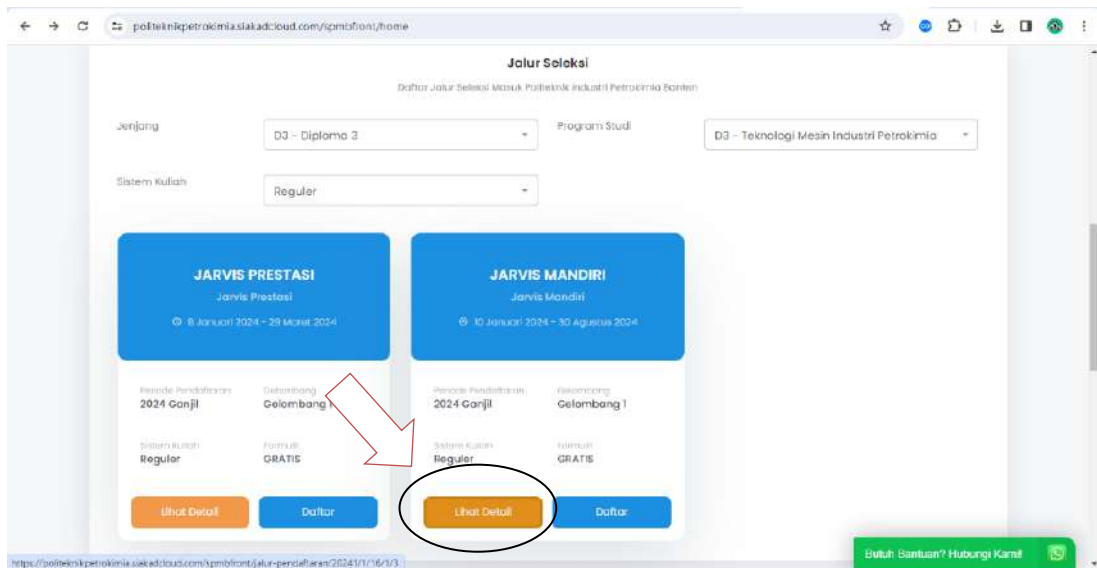 politeknikpetrokimia.siakadcloud.com/spmbfront/home
Jalur Seleksi
Daftar Jalur Seleksi Masuk Politeknik Industri Petrokimia Banten
Jenjang
D3 - Diploma 3
Program Studi
D3 - Teknologi Mesin Industri Petrokimia
Sistem Kuliah
Reguler
JARVIS PRESTASI
Jarvis Prestasi
8 Januari 2024 - 29 Maret 2024
Periode Pendaftaran
2024 Ganjil
Gelombang
Gelombang 1
Sistem Kuliah
Reguler
Formulir
GRATIS
Lihat Detail
Daftar
JARVIS MANDIRI
Jarvis Mandiri
10 Januari 2024 - 30 Agustus 2024
Periode Pendaftaran
2024 Ganjil
Gelombang
Gelombang 1
Sistem Kuliah
Reguler
Formulir
GRATIS
Lihat Detail
Daftar
Butuh Bantuan? Hubungi Kami!
https://politeknikpetrokimia.siakadcloud.com/spmbfront/jalur-pendaftaran/20241/1/16/1/3